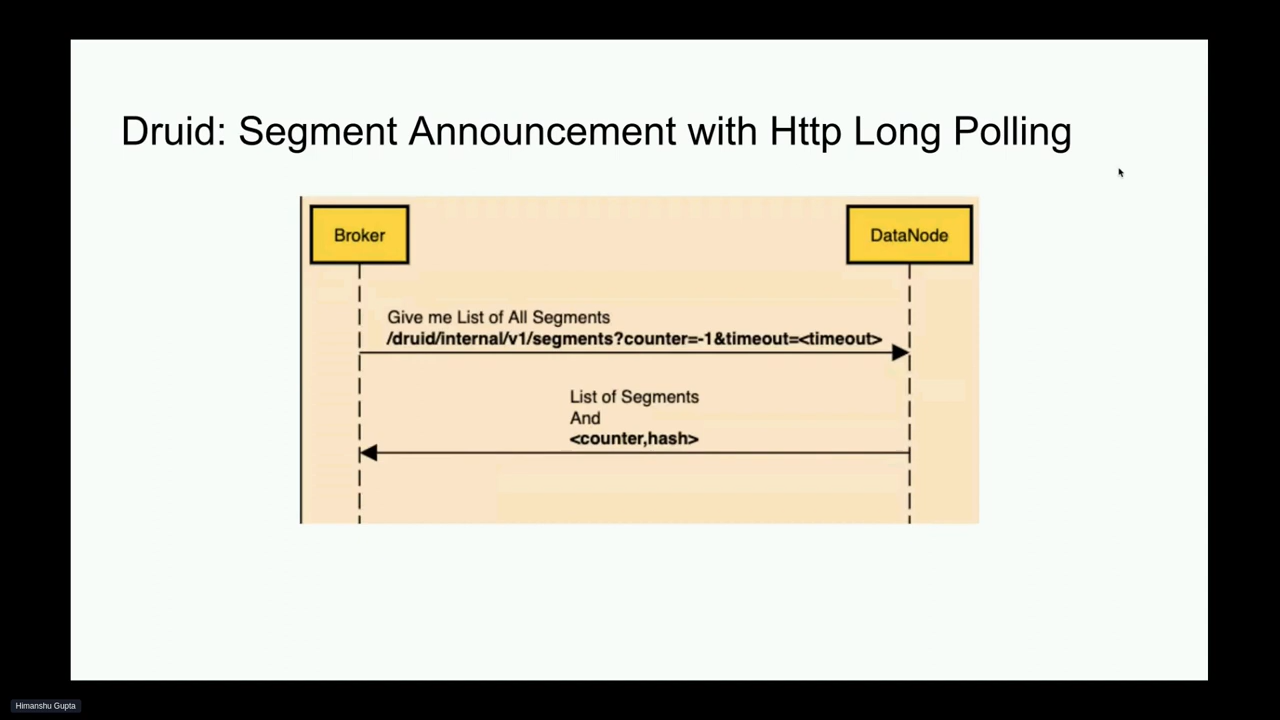 Druid: Segment Announcement with Http Long Polling
Broker
DataNode
Give me List of All Segments
/druid/internal/v1/segments?counter=-1&timeout=<timeout>
List of Segments
And
<counter,hash>
Himanshu Gupta